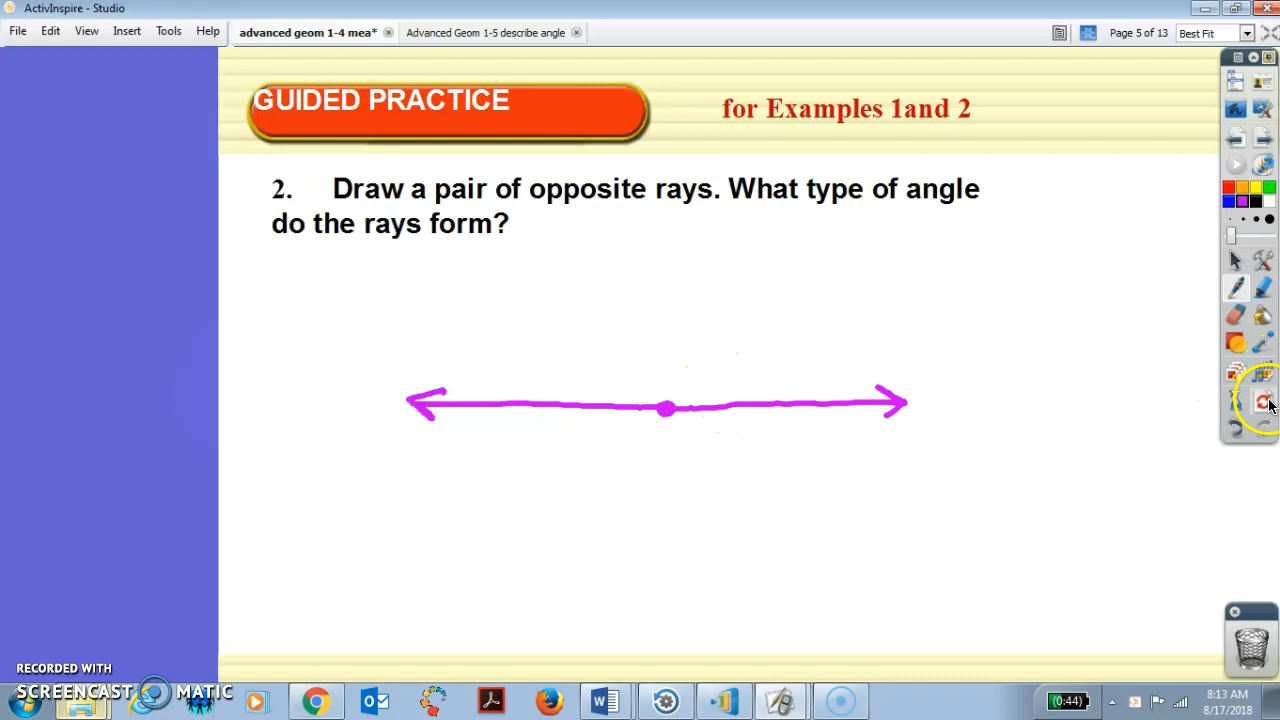 ActivInspire - Studio
File Edit View Insert Tools Help
advanced geom 1-4 mea*
Advanced Geom 1-5 describe angle
Page 5 of 13
Best Fit
GUIDED PRACTICE
for Examples 1and 2
2. Draw a pair of opposite rays. What type of angle
do the rays form?
RECORDED WITH
SCREENCAST MATIC
(0:44)
8:13 AM
8/17/2018